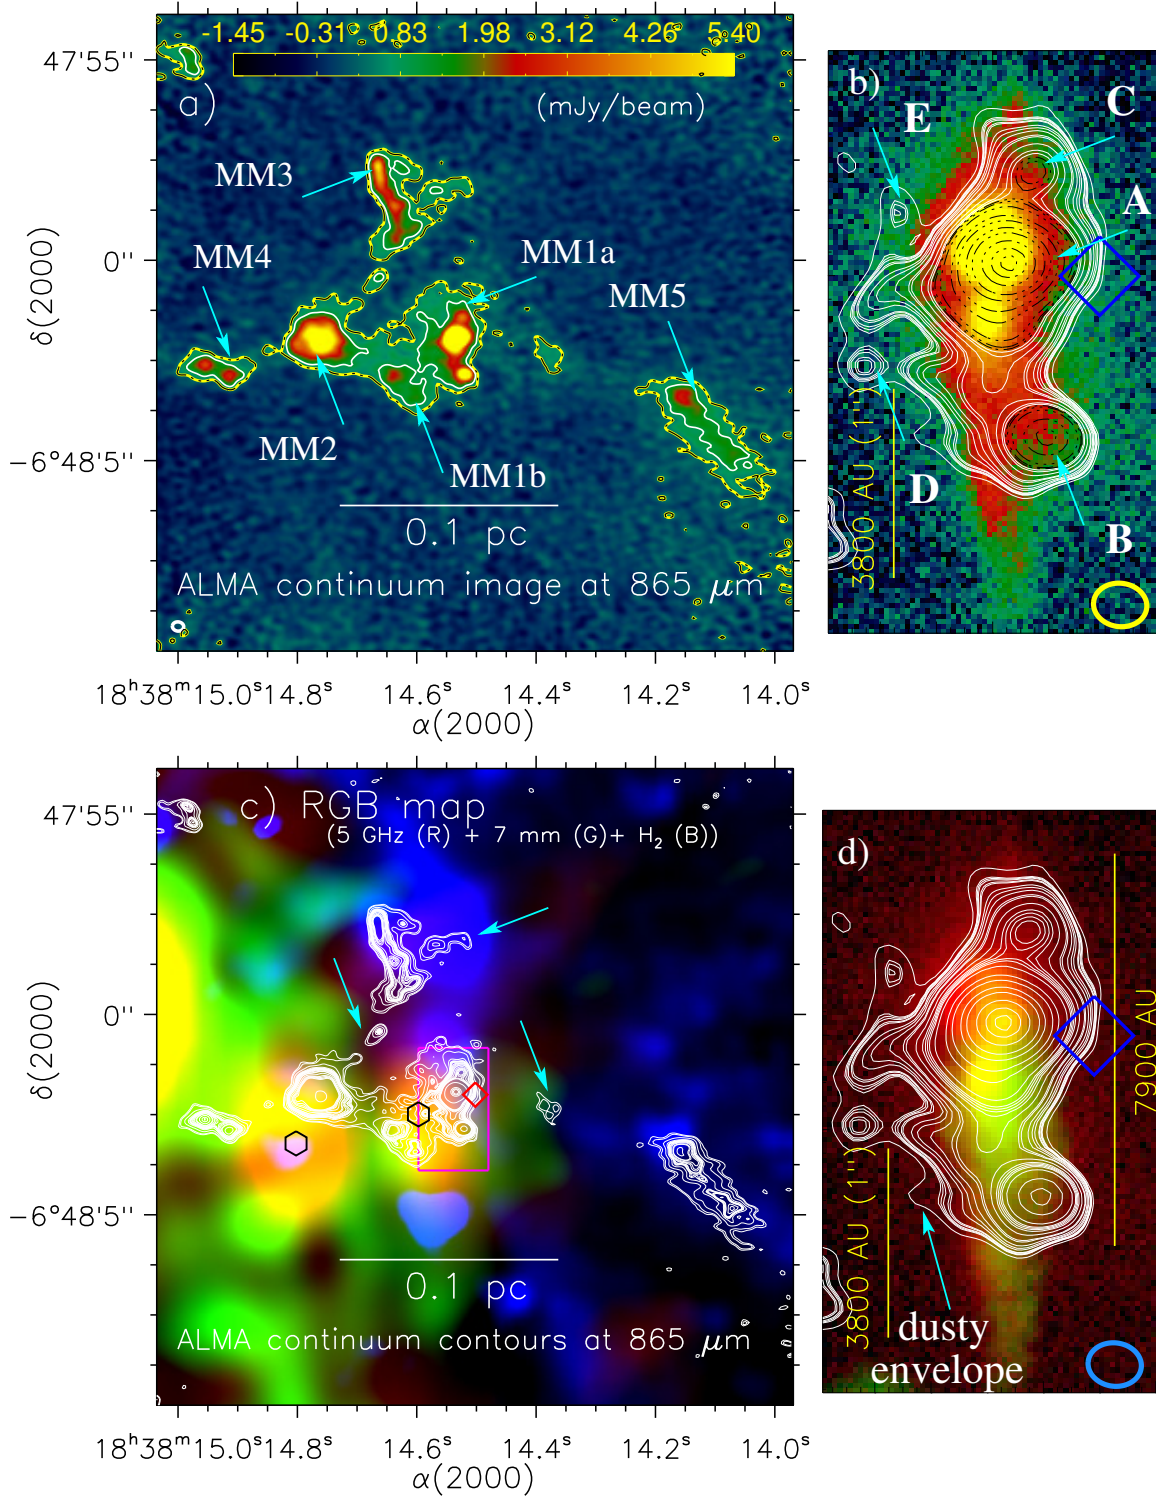 -1.45 -0.31 0.83 1.98 3.12 4.26 5.40
a)
(mJy/beam)
MM3
MM4
MM1a
MM5
MM2
MM1b
0.1 pc
ALMA continuum image at 865 μm
47'55''
0''
−6°48'5''
δ(2000)
18ʰ38ᵐ15.0ˢ 14.8ˢ 14.6ˢ 14.4ˢ 14.2ˢ 14.0ˢ
α(2000)
b)
E
C
A
D
B
3800 AU (1'')
c) RGB map
(5 GHz (R) + 7 mm (G)+ H₂ (B))
0.1 pc
ALMA continuum contours at 865 μm
47'55''
0''
−6°48'5''
δ(2000)
18ʰ38ᵐ15.0ˢ 14.8ˢ 14.6ˢ 14.4ˢ 14.2ˢ 14.0ˢ
α(2000)
d)
7900 AU
3800 AU (1'')
dusty
envelope